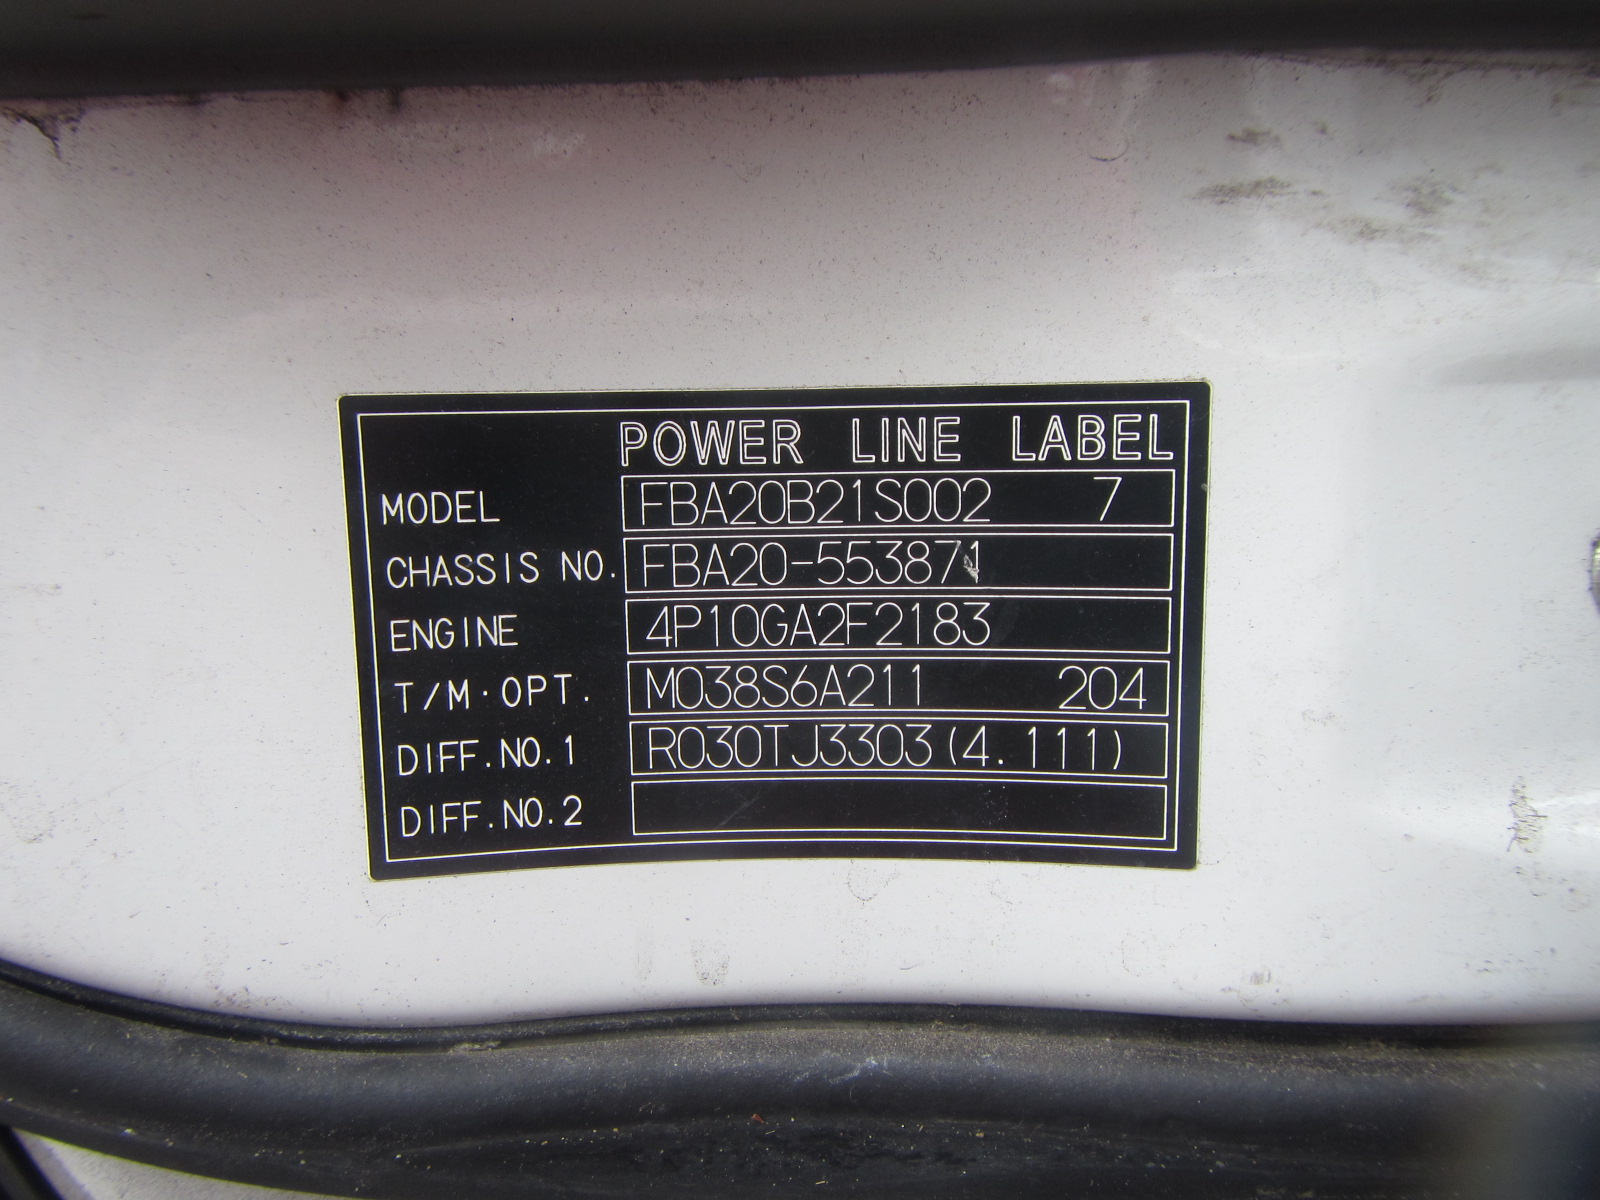 POWER LINE LABEL
MODEL FBA20B21S002 7
CHASSIS NO. FBA20-553871
ENGINE 4P10GA2F2183
T/M·OPT. M038S6A211 204
DIFF.NO.1 R030TJ3303(4.111)
DIFF.NO.2